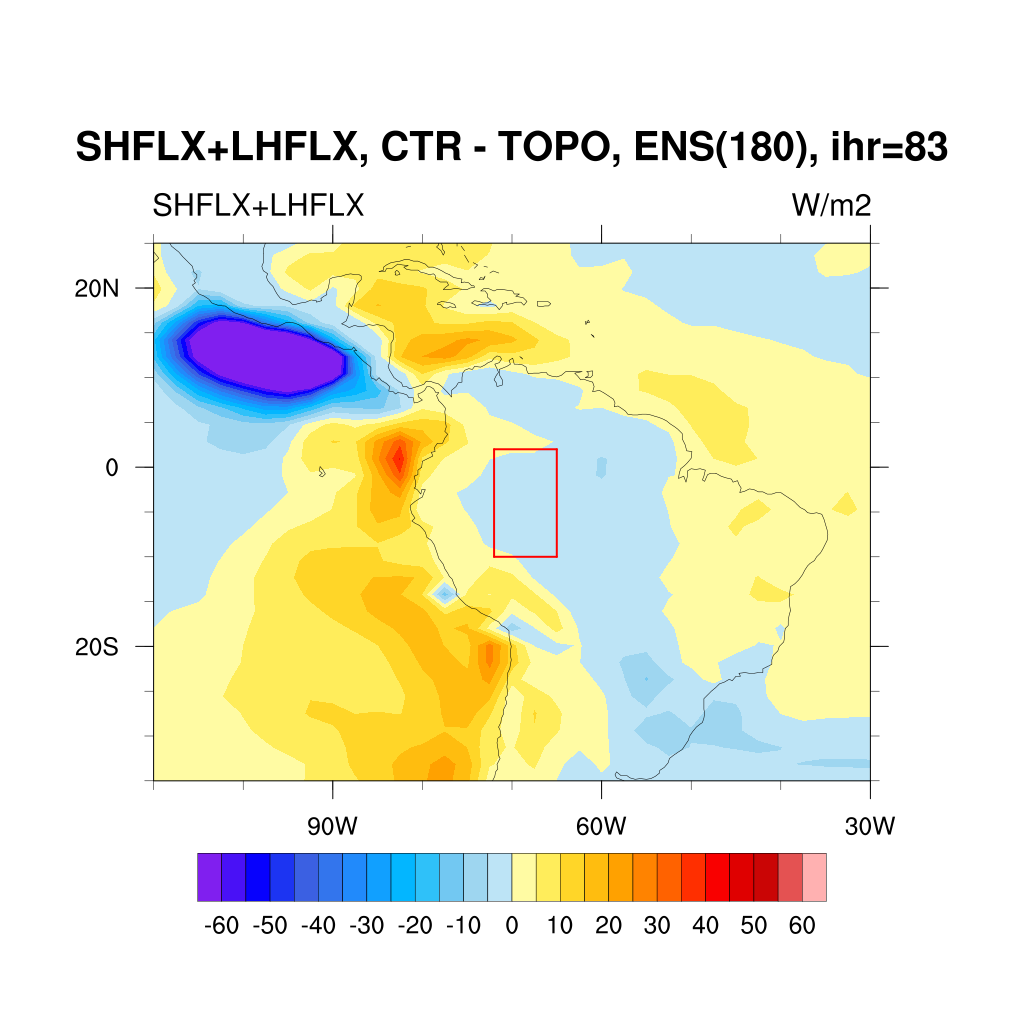 SHFLX+LHFLX, CTR - TOPO, ENS(180), ihr=83
SHFLX+LHFLX W/m2
20N
0
20S
90W 60W 30W
-60 -50 -40 -30 -20 -10 0 10 20 30 40 50 60